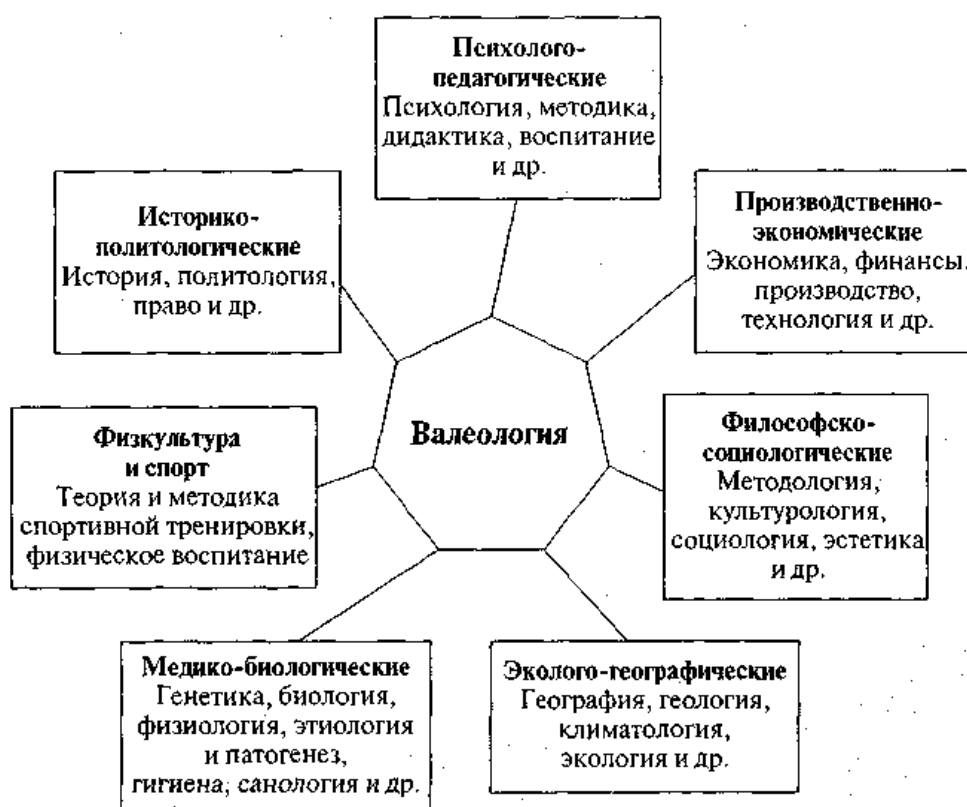 Психолого-
педагогические
Психология, методика,
дидактика, воспитание
и др.
Историко-
политологические
История, политология,
право и др.
Производственно-
экономические
Экономика, финансы,
производство,
технология и др.
Валеология
Физкультура
и спорт
Теория и методика
спортивной тренировки,
физическое воспитание
Философско-
социологические
Методология,
культурология,
социология, эстетика
и др.
Медико-биологические
Генетика, биология,
физиология, этиология
и патогенез,
гигиена, санология и др.
Эколого-географические
География, геология,
климатология,
экология и др.